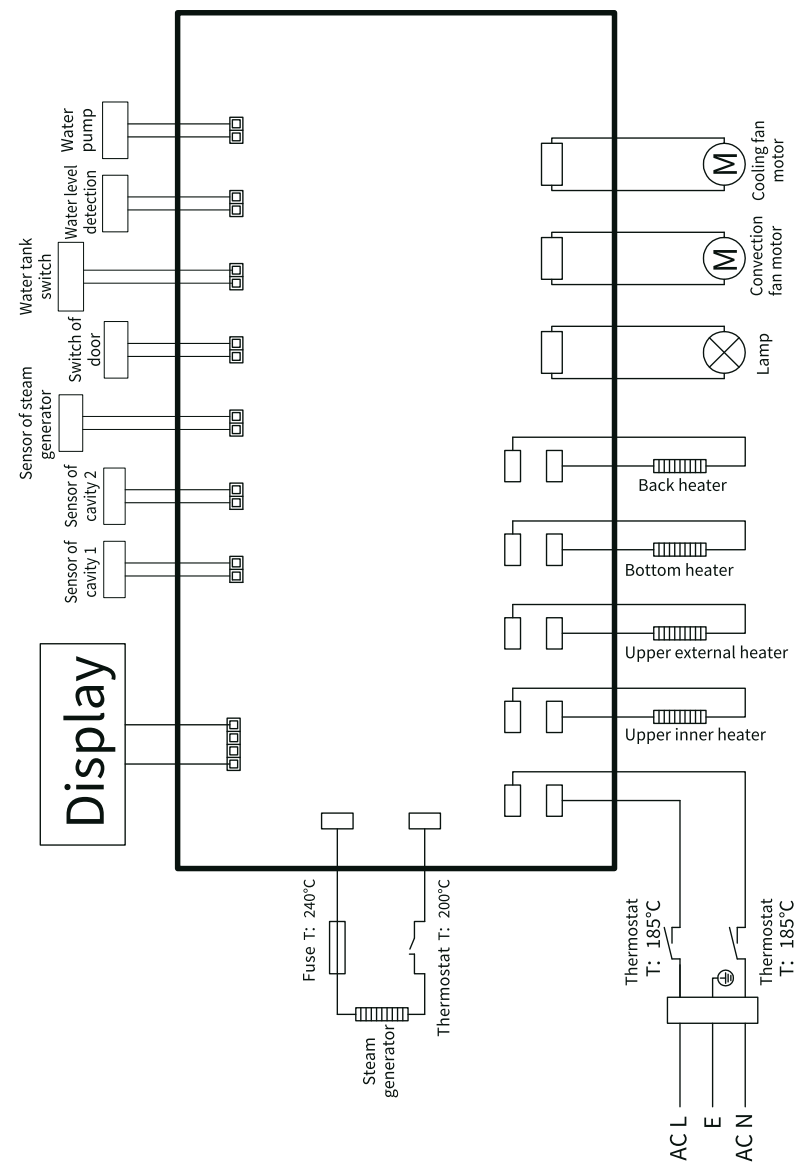 Water
pump
Water level
detection
Water tank
switch
Switch of
door
Sensor of steam
generator
Sensor of
cavity 2
Sensor of
cavity 1
Display
M
Cooling fan
motor
M
Convection
fan motor
Lamp
Back heater
Bottom heater
Upper external heater
Upper inner heater
Fuse T: 240°C
Thermostat T: 200°C
Steam
generator
Thermostat
T: 185°C
Thermostat
T: 185°C
AC L
E
AC N